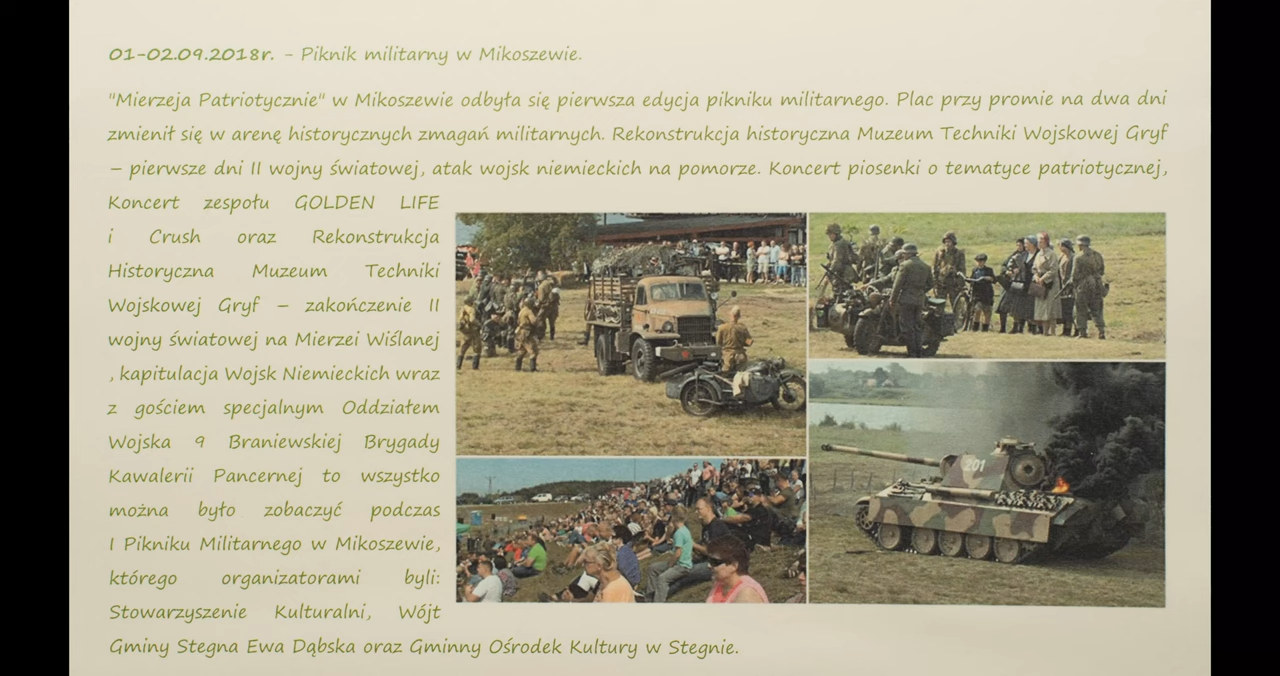 01-02.09.2018r. - Piknik militarny w Mikoszewie.
"Mierzeja Patriotycznie" w Mikoszewie odbyła się pierwsza edycja pikniku militarnego. Plac przy promie na dwa dni
zmienił się w arenę historycznych zmagań militarnych. Rekonstrukcja historyczna Muzeum Techniki Wojskowej Gryf
– pierwsze dni II wojny światowej, atak wojsk niemieckich na pomorze. Koncert piosenki o tematyce patriotycznej,
Koncert zespołu GOLDEN LIFE
i Crush oraz Rekonstrukcja
Historyczna Muzeum Techniki
Wojskowej Gryf – zakończenie II
wojny światowej na Mierzei Wiślanej
, kapitulacja Wojsk Niemieckich wraz
z gościem specjalnym Oddziałem
Wojska 9 Braniewskiej Brygady
Kawalerii Pancernej to wszystko
można było zobaczyć podczas
I Pikniku Militarnego w Mikoszewie,
którego organizatorami byli:
Stowarzyszenie Kulturalni, Wójt
Gminy Stegna Ewa Dąbska oraz Gminny Ośrodek Kultury w Stegnie.
201